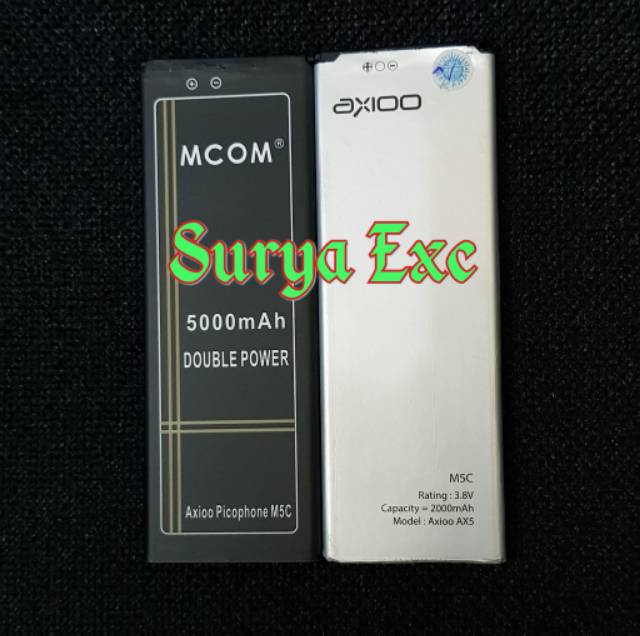 MCOM®
5000mAh
DOUBLE POWER
Axioo Picophone M5C
axioo
M5C
Rating : 3.8V
Capacity = 2000mAh
Model : Axioo AX5
Surya Exc